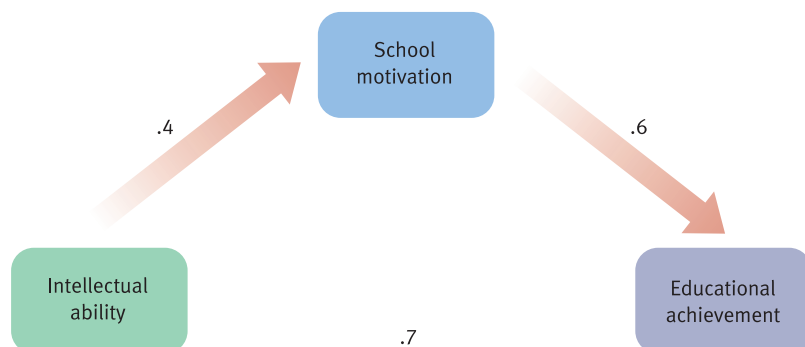 School
motivation
.4
.6
Intellectual
ability
Educational
achievement
.7